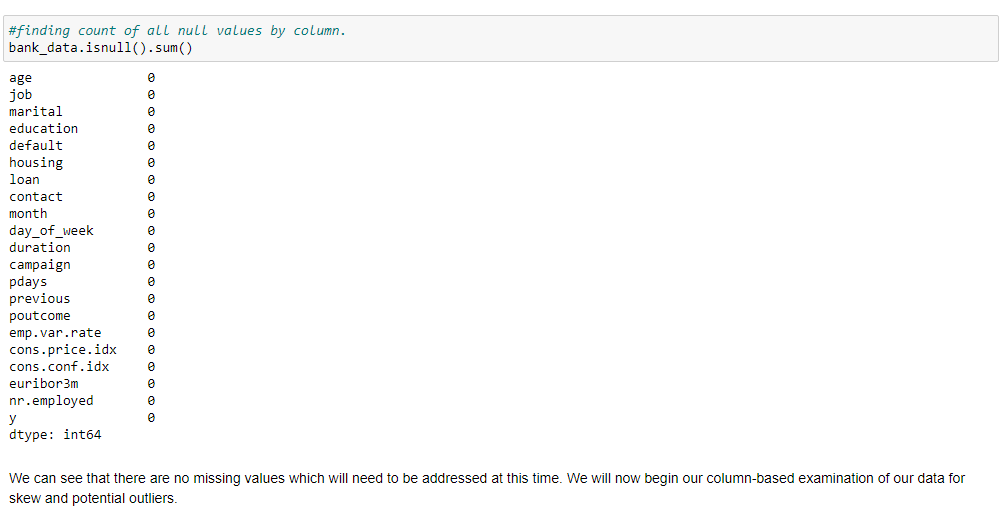 #finding count of all null values by column.
bank_data.isnull().sum()
age 0
job 0
marital 0
education 0
default 0
housing 0
loan 0
contact 0
month 0
day_of_week 0
duration 0
campaign 0
pdays 0
previous 0
poutcome 0
emp.var.rate 0
cons.price.idx 0
cons.conf.idx 0
euribor3m 0
nr.employed 0
y 0
dtype: int64
We can see that there are no missing values which will need to be addressed at this time. We will now begin our column-based examination of our data for
skew and potential outliers.